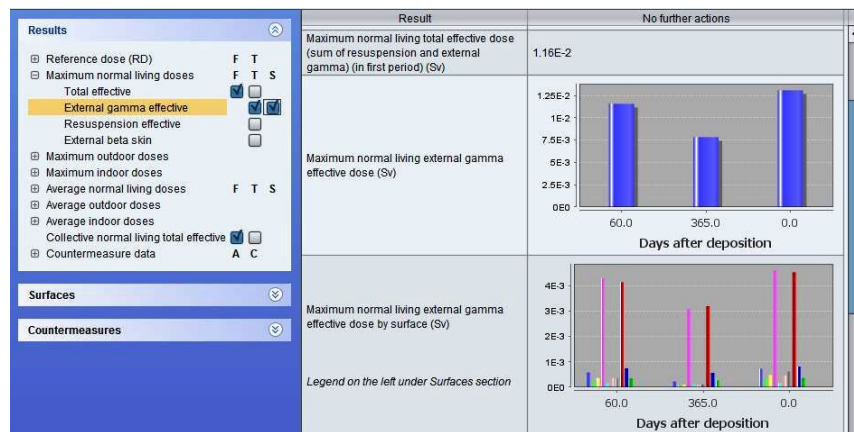 Results
Reference dose (RD) F T
Maximum normal living doses F T S
Total effective
External gamma effective
Resuspension effective
External beta skin
Maximum outdoor doses
Maximum indoor doses
Average normal living doses F T S
Average outdoor doses
Average indoor doses
Collective normal living total effective
Countermeasure data A C
Surfaces
Countermeasures
Result No further actions
Maximum normal living total effective dose
(sum of resuspension and external
gamma) (in first period) (Sv)
1.16E-2
Maximum normal living external gamma
effective dose (Sv)
1.25E-2
1E-2
7.5E-3
5E-3
2.5E-3
0E0
60.0 365.0 0.0
Days after deposition
Maximum normal living external gamma
effective dose by surface (Sv)
Legend on the left under Surfaces section
4E-3
3E-3
2E-3
1E-3
0E0
60.0 365.0 0.0
Days after deposition